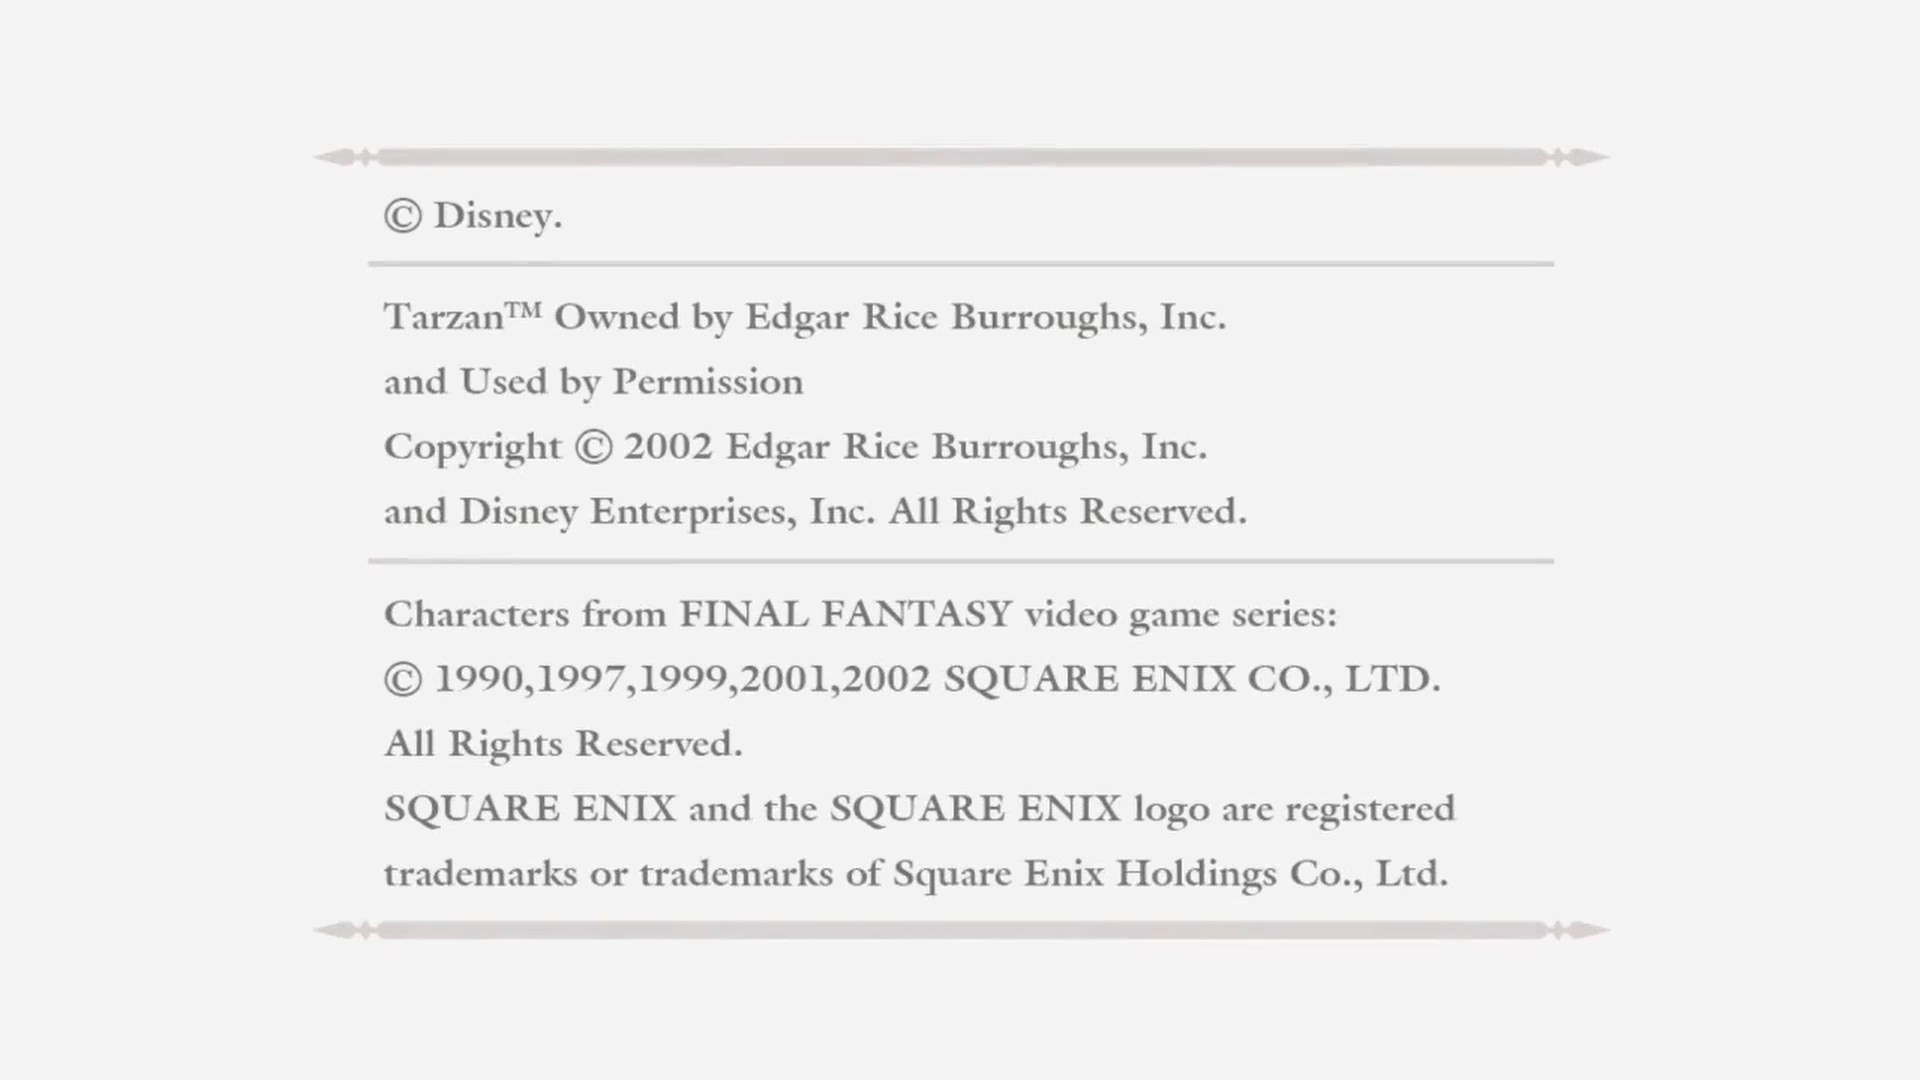 © Disney.
Tarzan™ Owned by Edgar Rice Burroughs, Inc.
and Used by Permission
Copyright © 2002 Edgar Rice Burroughs, Inc.
and Disney Enterprises, Inc. All Rights Reserved.
Characters from FINAL FANTASY video game series:
© 1990,1997,1999,2001,2002 SQUARE ENIX CO., LTD.
All Rights Reserved.
SQUARE ENIX and the SQUARE ENIX logo are registered
trademarks or trademarks of Square Enix Holdings Co., Ltd.